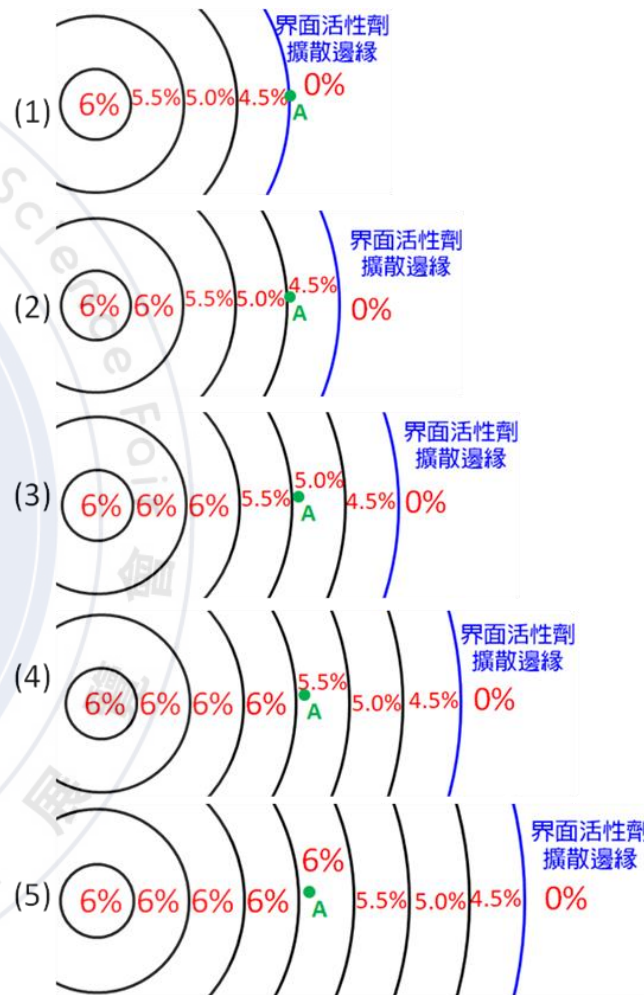 界面活性劑
擴散邊緣
(1) 6% 5.5% 5.0% 4.5% 0%
A
界面活性劑
擴散邊緣
(2) 6% 6% 5.5% 5.0% 4.5% 0%
A
界面活性劑
擴散邊緣
(3) 6% 6% 6% 5.5% 5.0% 4.5% 0%
A
界面活性劑
擴散邊緣
(4) 6% 6% 6% 6% 5.5% 5.0% 4.5% 0%
A
界面活性劑
擴散邊緣
(5) 6% 6% 6% 6% 6% 5.5% 5.0% 4.5% 0%
A
Science Fair
會
展